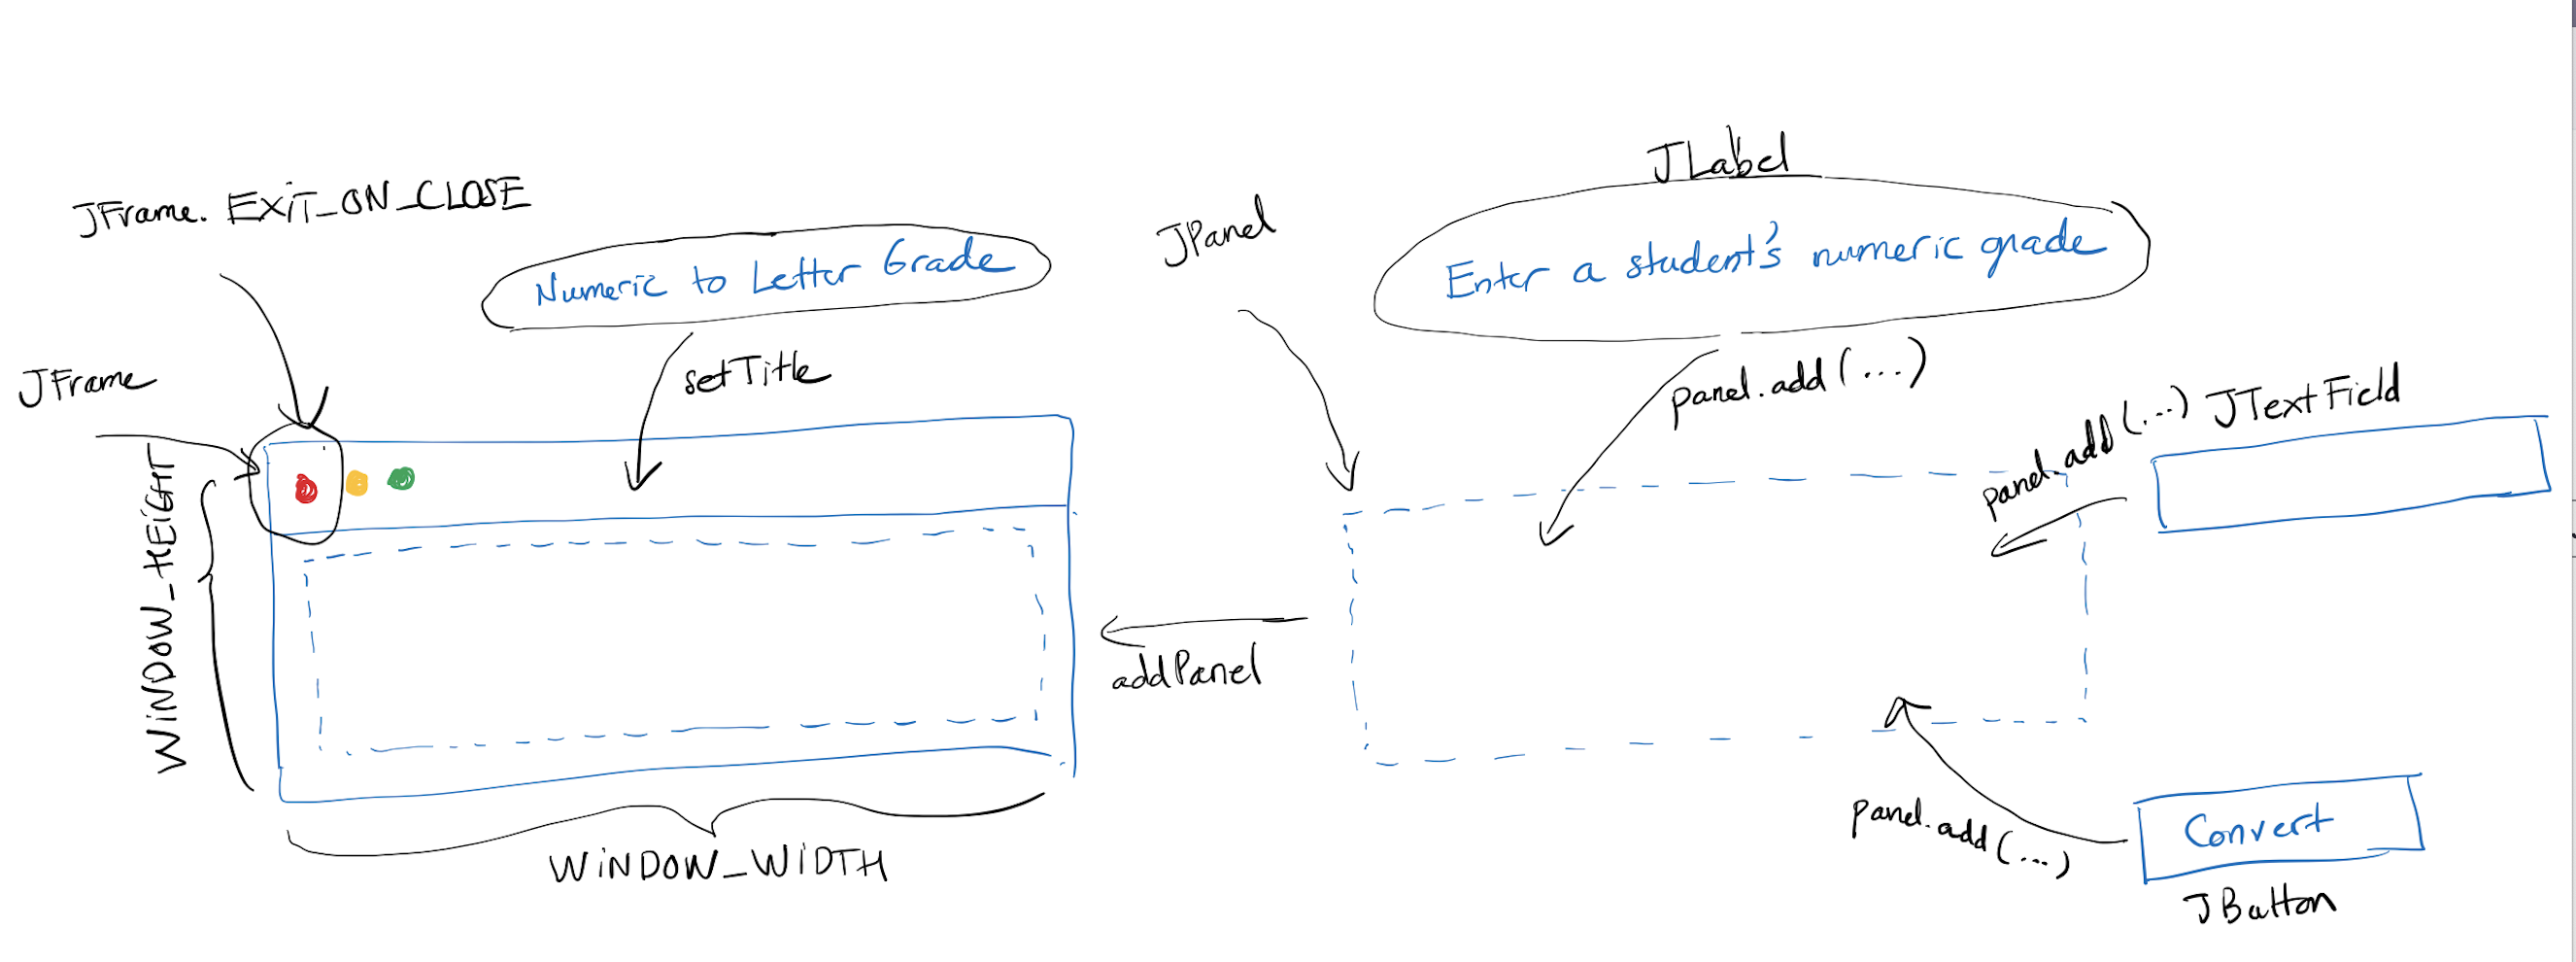 JFrame. EXIT_ON_CLOSE
Numeric to Letter Grade
setTitle
JFrame
WINDOW_HEIGHT
WINDOW_WIDTH
addPanel
JPanel
JLabel
Enter a student's numeric grade
panel.add(...)
panel.add(...)
JTextField
panel.add(...)
Convert
JButton